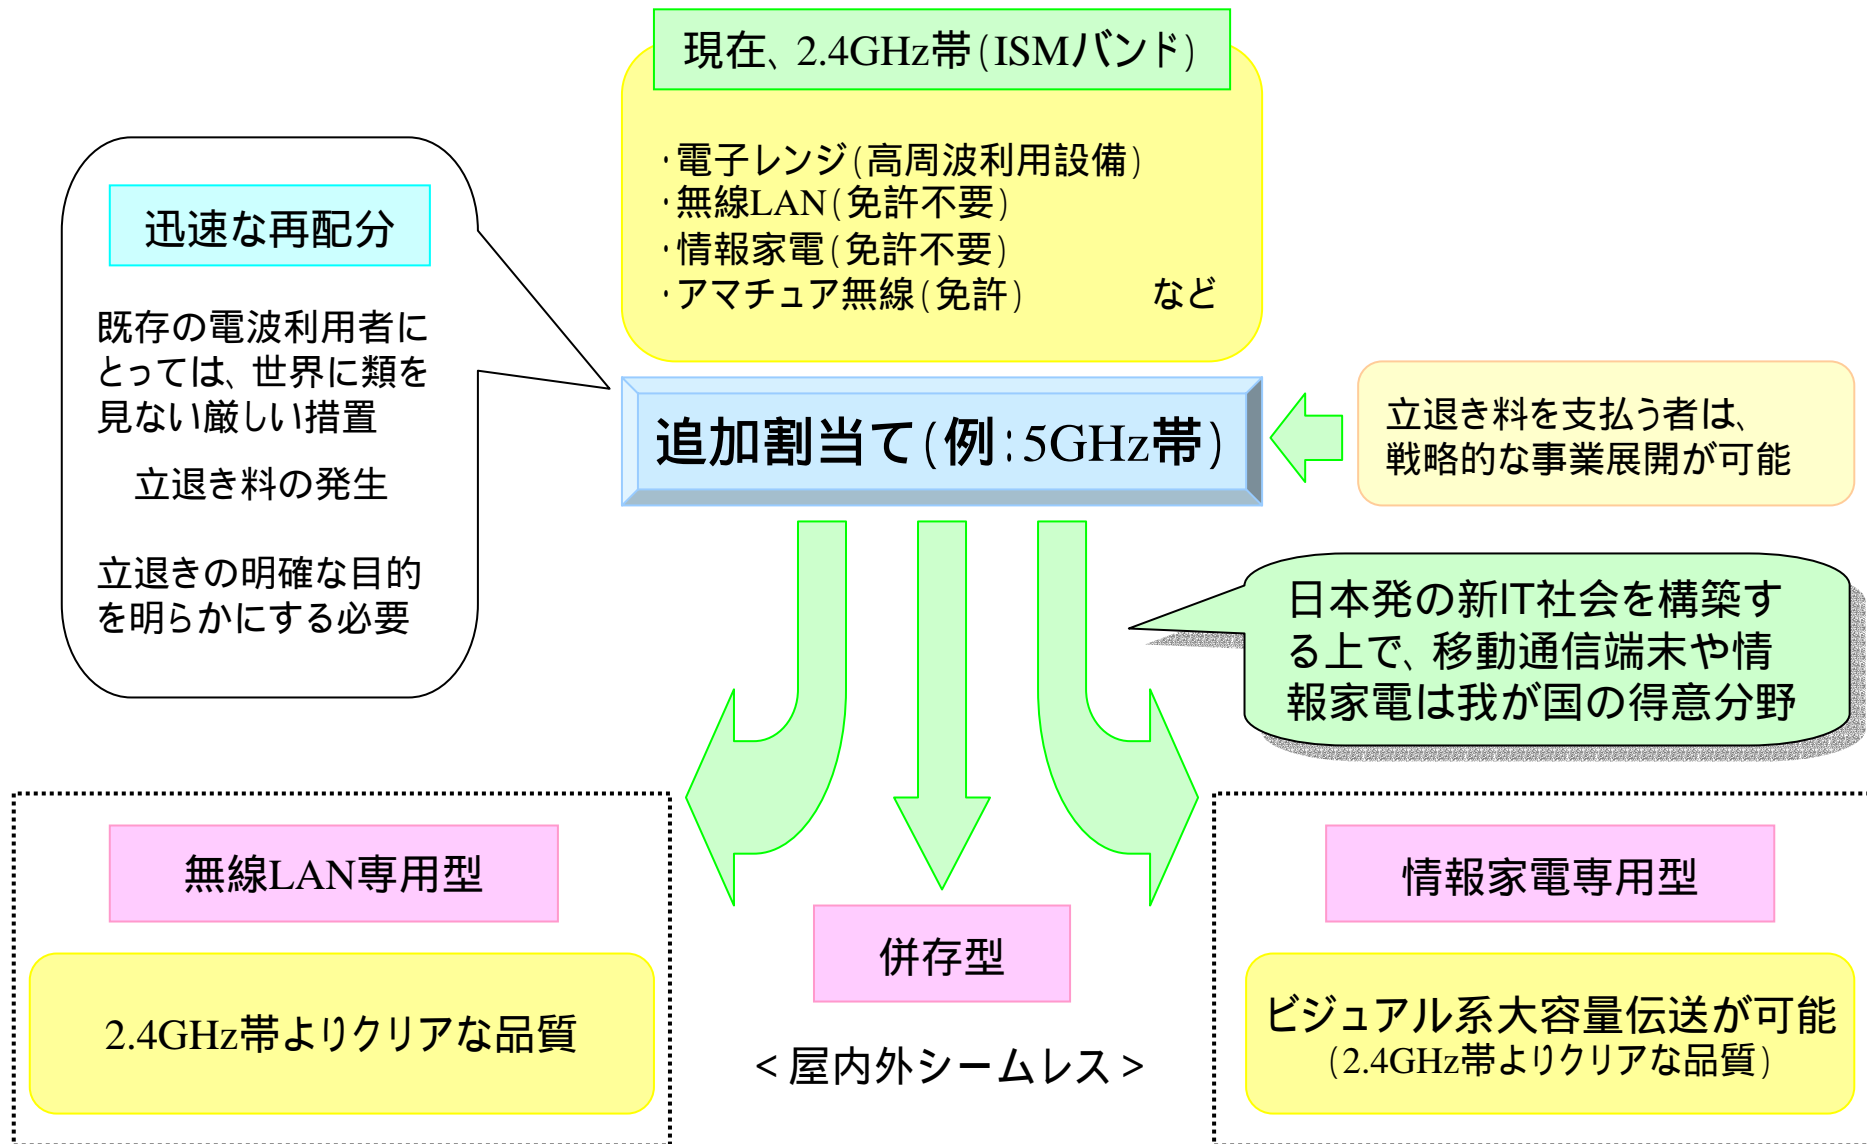 現在、2.4GHz帯(ISMバンド)
・電子レンジ(高周波利用設備)
・無線LAN(免許不要)
・情報家電(免許不要)
・アマチュア無線(免許) など
迅速な再配分
既存の電波利用者に
とっては、世界に類を
見ない厳しい措置
立退き料の発生
立退きの明確な目的
を明らかにする必要
追加割当て(例:5GHz帯)
立退き料を支払う者は、
戦略的な事業展開が可能
日本発の新IT社会を構築す
る上で、移動通信端末や情
報家電は我が国の得意分野
無線LAN専用型
2.4GHz帯よりクリアな品質
併存型
<屋内外シームレス>
情報家電専用型
ビジュアル系大容量伝送が可能
(2.4GHz帯よりクリアな品質)